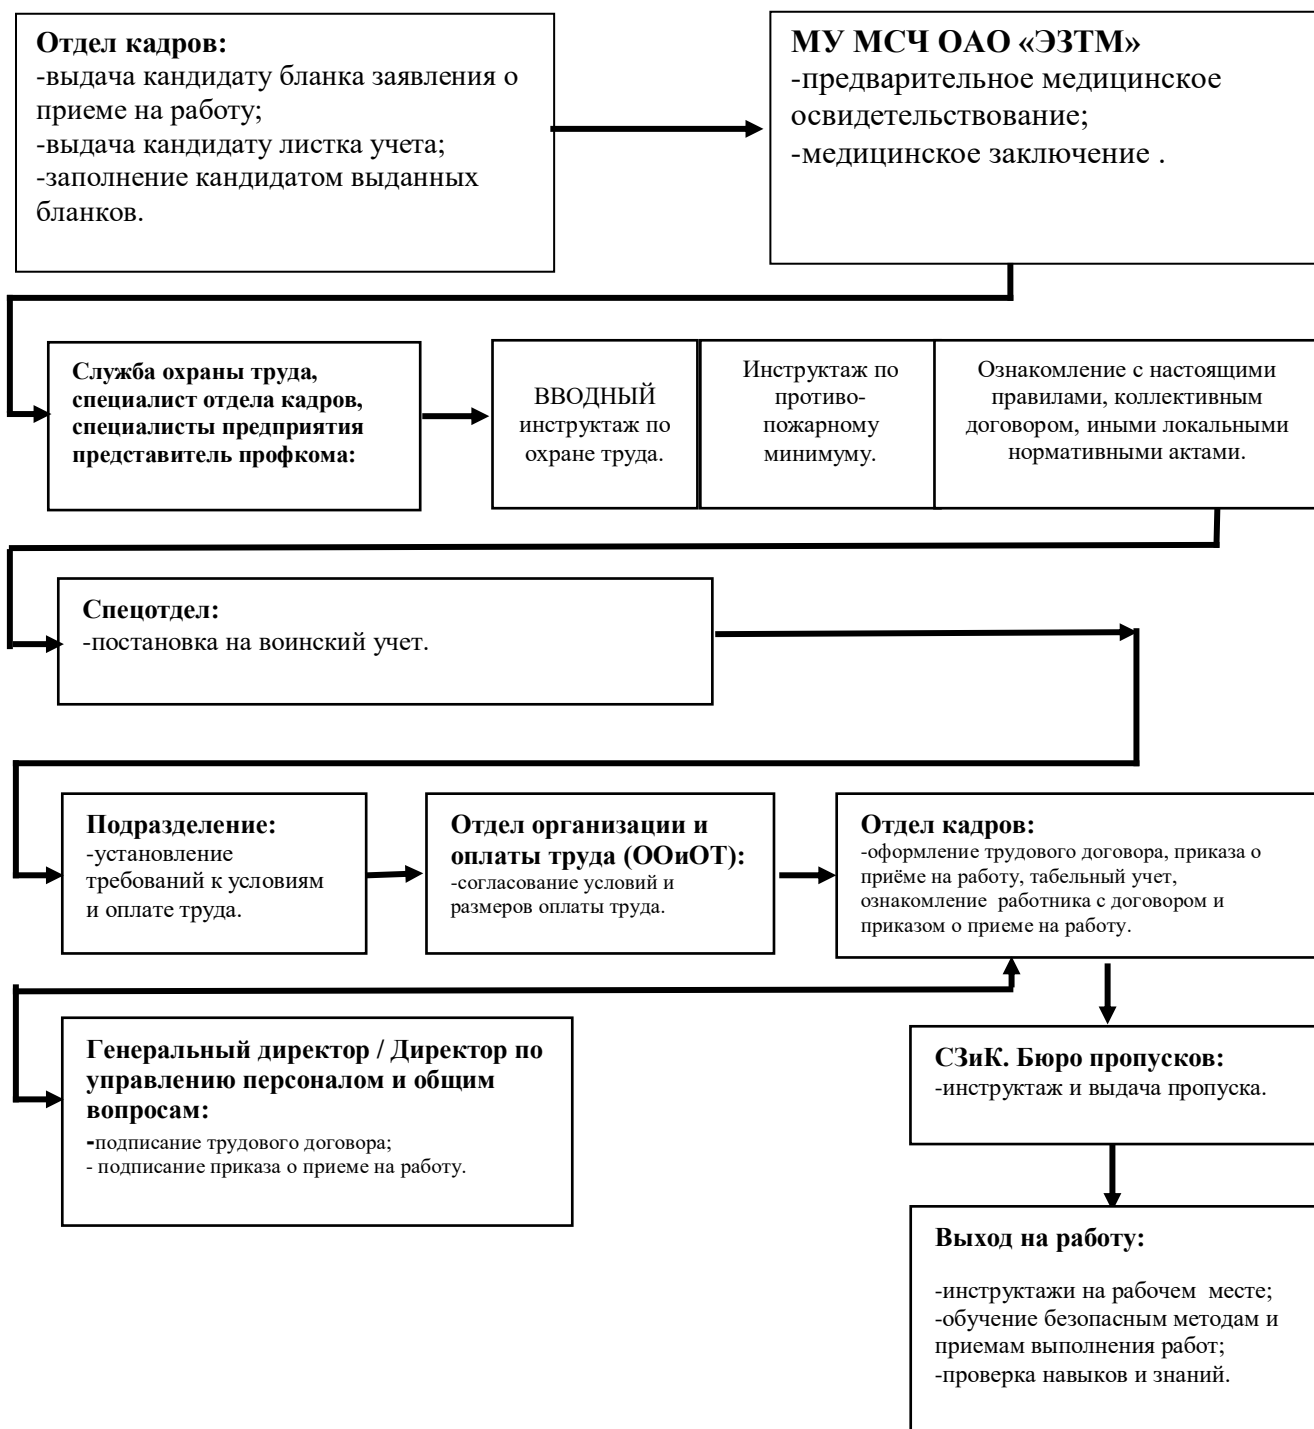 Отдел кадров:
-выдача кандидату бланка заявления о
приеме на работу;
-выдача кандидату листка учета;
-заполнение кандидатом выданных
бланков.
МУ МСЧ ОАО «ЭЗТМ»
-предварительное медицинское
освидетельствование;
-медицинское заключение .
Служба охраны труда,
специалист отдела кадров,
специалисты предприятия
представитель профкома:
ВВОДНЫЙ
инструктаж по
охране труда.
Инструктаж по
противо-
пожарному
минимуму.
Ознакомление с настоящими
правилами, коллективным
договором, иными локальными
нормативными актами.
Спецотдел:
-постановка на воинский учет.
Подразделение:
-установление
требований к условиям
и оплате труда.
Отдел организации и
оплаты труда (ООиОТ):
-согласование условий и
размеров оплаты труда.
Отдел кадров:
-оформление трудового договора, приказа о
приёме на работу, табельный учет,
ознакомление  работника с договором и
приказом о приеме на работу.
Генеральный директор / Директор по
управлению персоналом и общим
вопросам:
-подписание трудового договора;
- подписание приказа о приеме на работу.
СЗиК. Бюро пропусков:
-инструктаж и выдача пропуска.
Выход на работу:
-инструктажи на рабочем  месте;
-обучение безопасным методам и
приемам выполнения работ;
-проверка навыков и знаний.